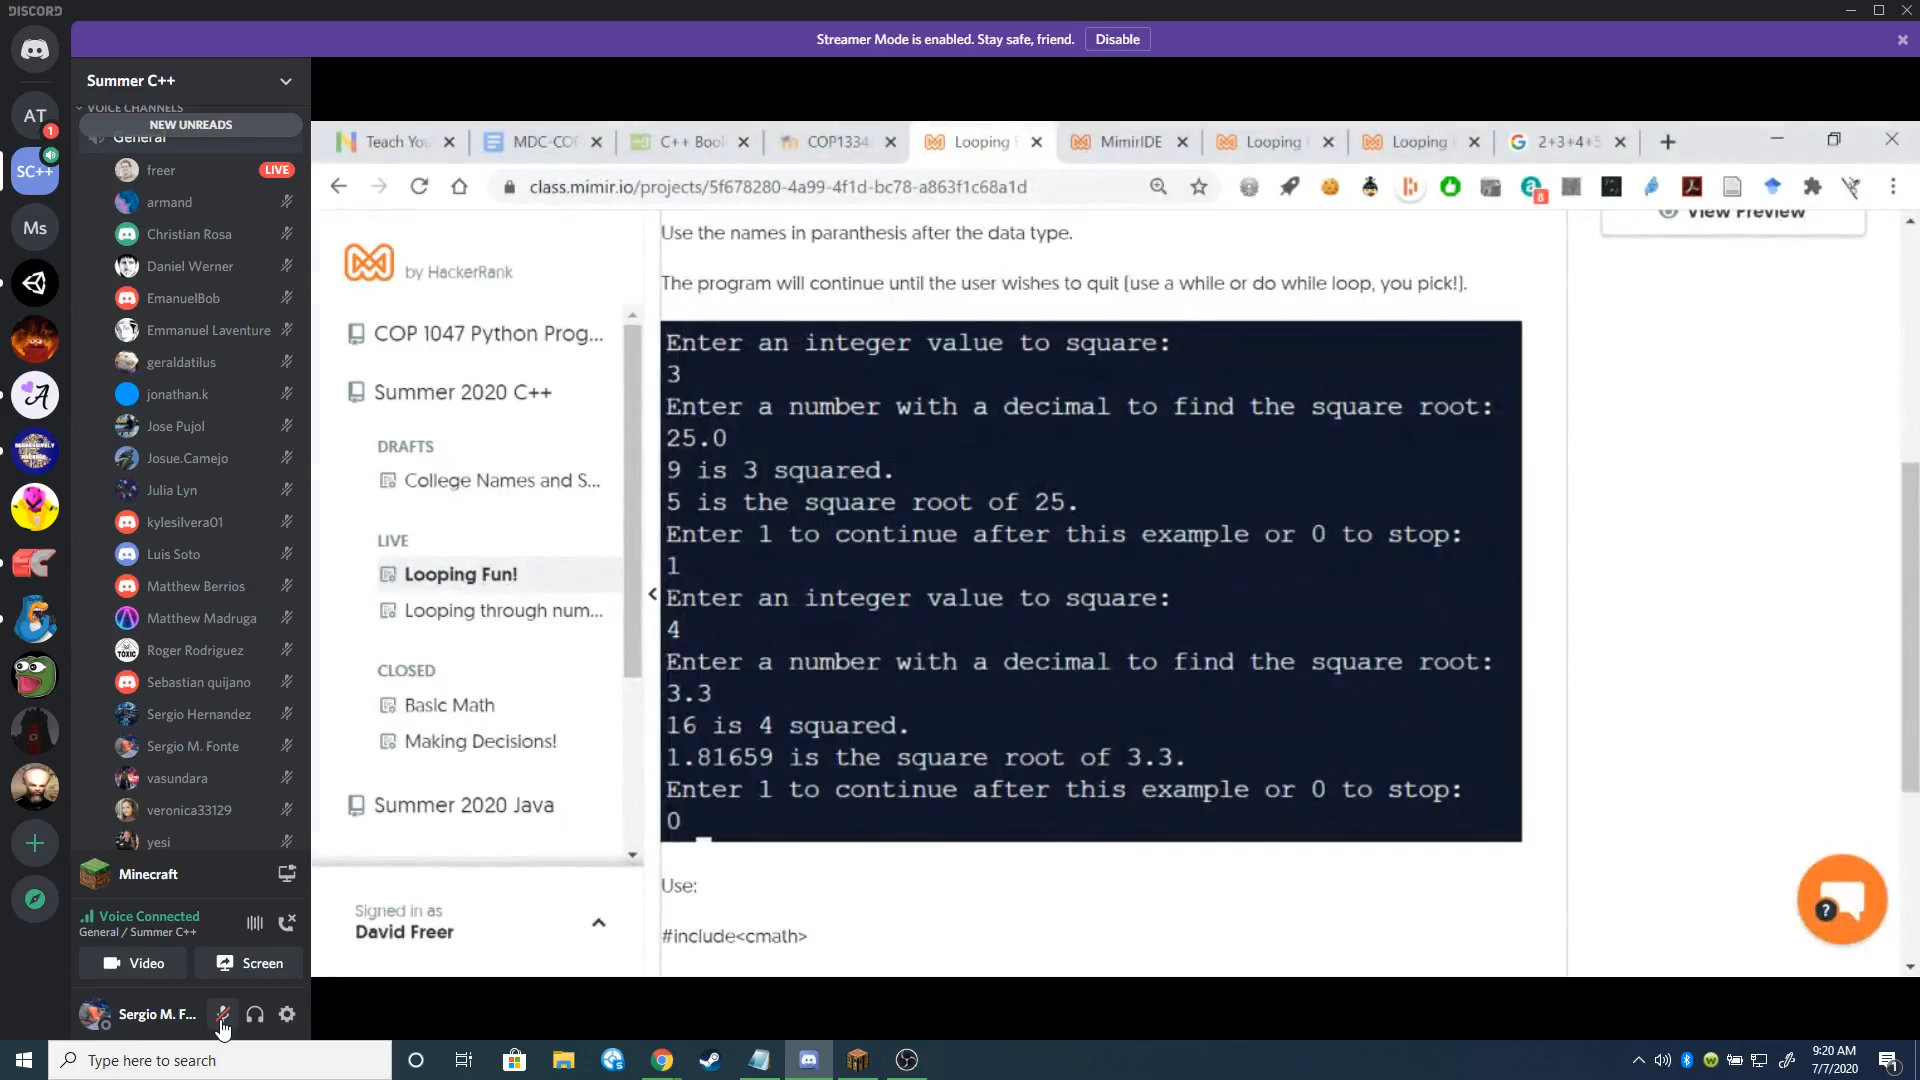 DISCORD
Streamer Mode is enabled. Stay safe, friend.
Disable
AT
1
SC++
Ms
Summer C++
VOICE CHANNELS
NEW UNREADS
General
freer
LIVE
armand
Christian Rosa
Daniel Werner
EmanuelBob
Emmanuel Laventure
geraldatilus
jonathan.k
Jose Pujol
Josue.Camejo
Julia Lyn
kylesilvera01
Luis Soto
Matthew Berrios
Matthew Madruga
TOXIC
Roger Rodriguez
Sebastian quijano
Sergio Hernandez
Sergio M. Fonte
vasundara
veronica33129
yesi
Minecraft
Voice Connected
General / Summer C++
Video
Screen
Sergio M. F...
Teach Yo
MDC-CO
C++ Bool
COP1334
Looping F
MimirIDE
Looping
Looping
2+3+4+5
class.mimir.io/projects/5f678280-4a99-4f1d-bc78-a863f1c68a1d
8
by HackerRank
COP 1047 Python Prog...
Summer 2020 C++
DRAFTS
College Names and S...
LIVE
Looping Fun!
Looping through num...
CLOSED
Basic Math
Making Decisions!
Summer 2020 Java
Signed in as
David Freer
View Preview
Use the names in paranthesis after the data type.
The program will continue until the user wishes to quit (use a while or do while loop, you pick!).
Enter an integer value to square:
3
Enter a number with a decimal to find the square root:
25.0
9 is 3 squared.
5 is the square root of 25.
Enter 1 to continue after this example or 0 to stop:
1
Enter an integer value to square:
4
Enter a number with a decimal to find the square root:
3.3
16 is 4 squared.
1.81659 is the square root of 3.3.
Enter 1 to continue after this example or 0 to stop:
0
Use:
#include<cmath>
?
Type here to search
9:20 AM
7/7/2020
1